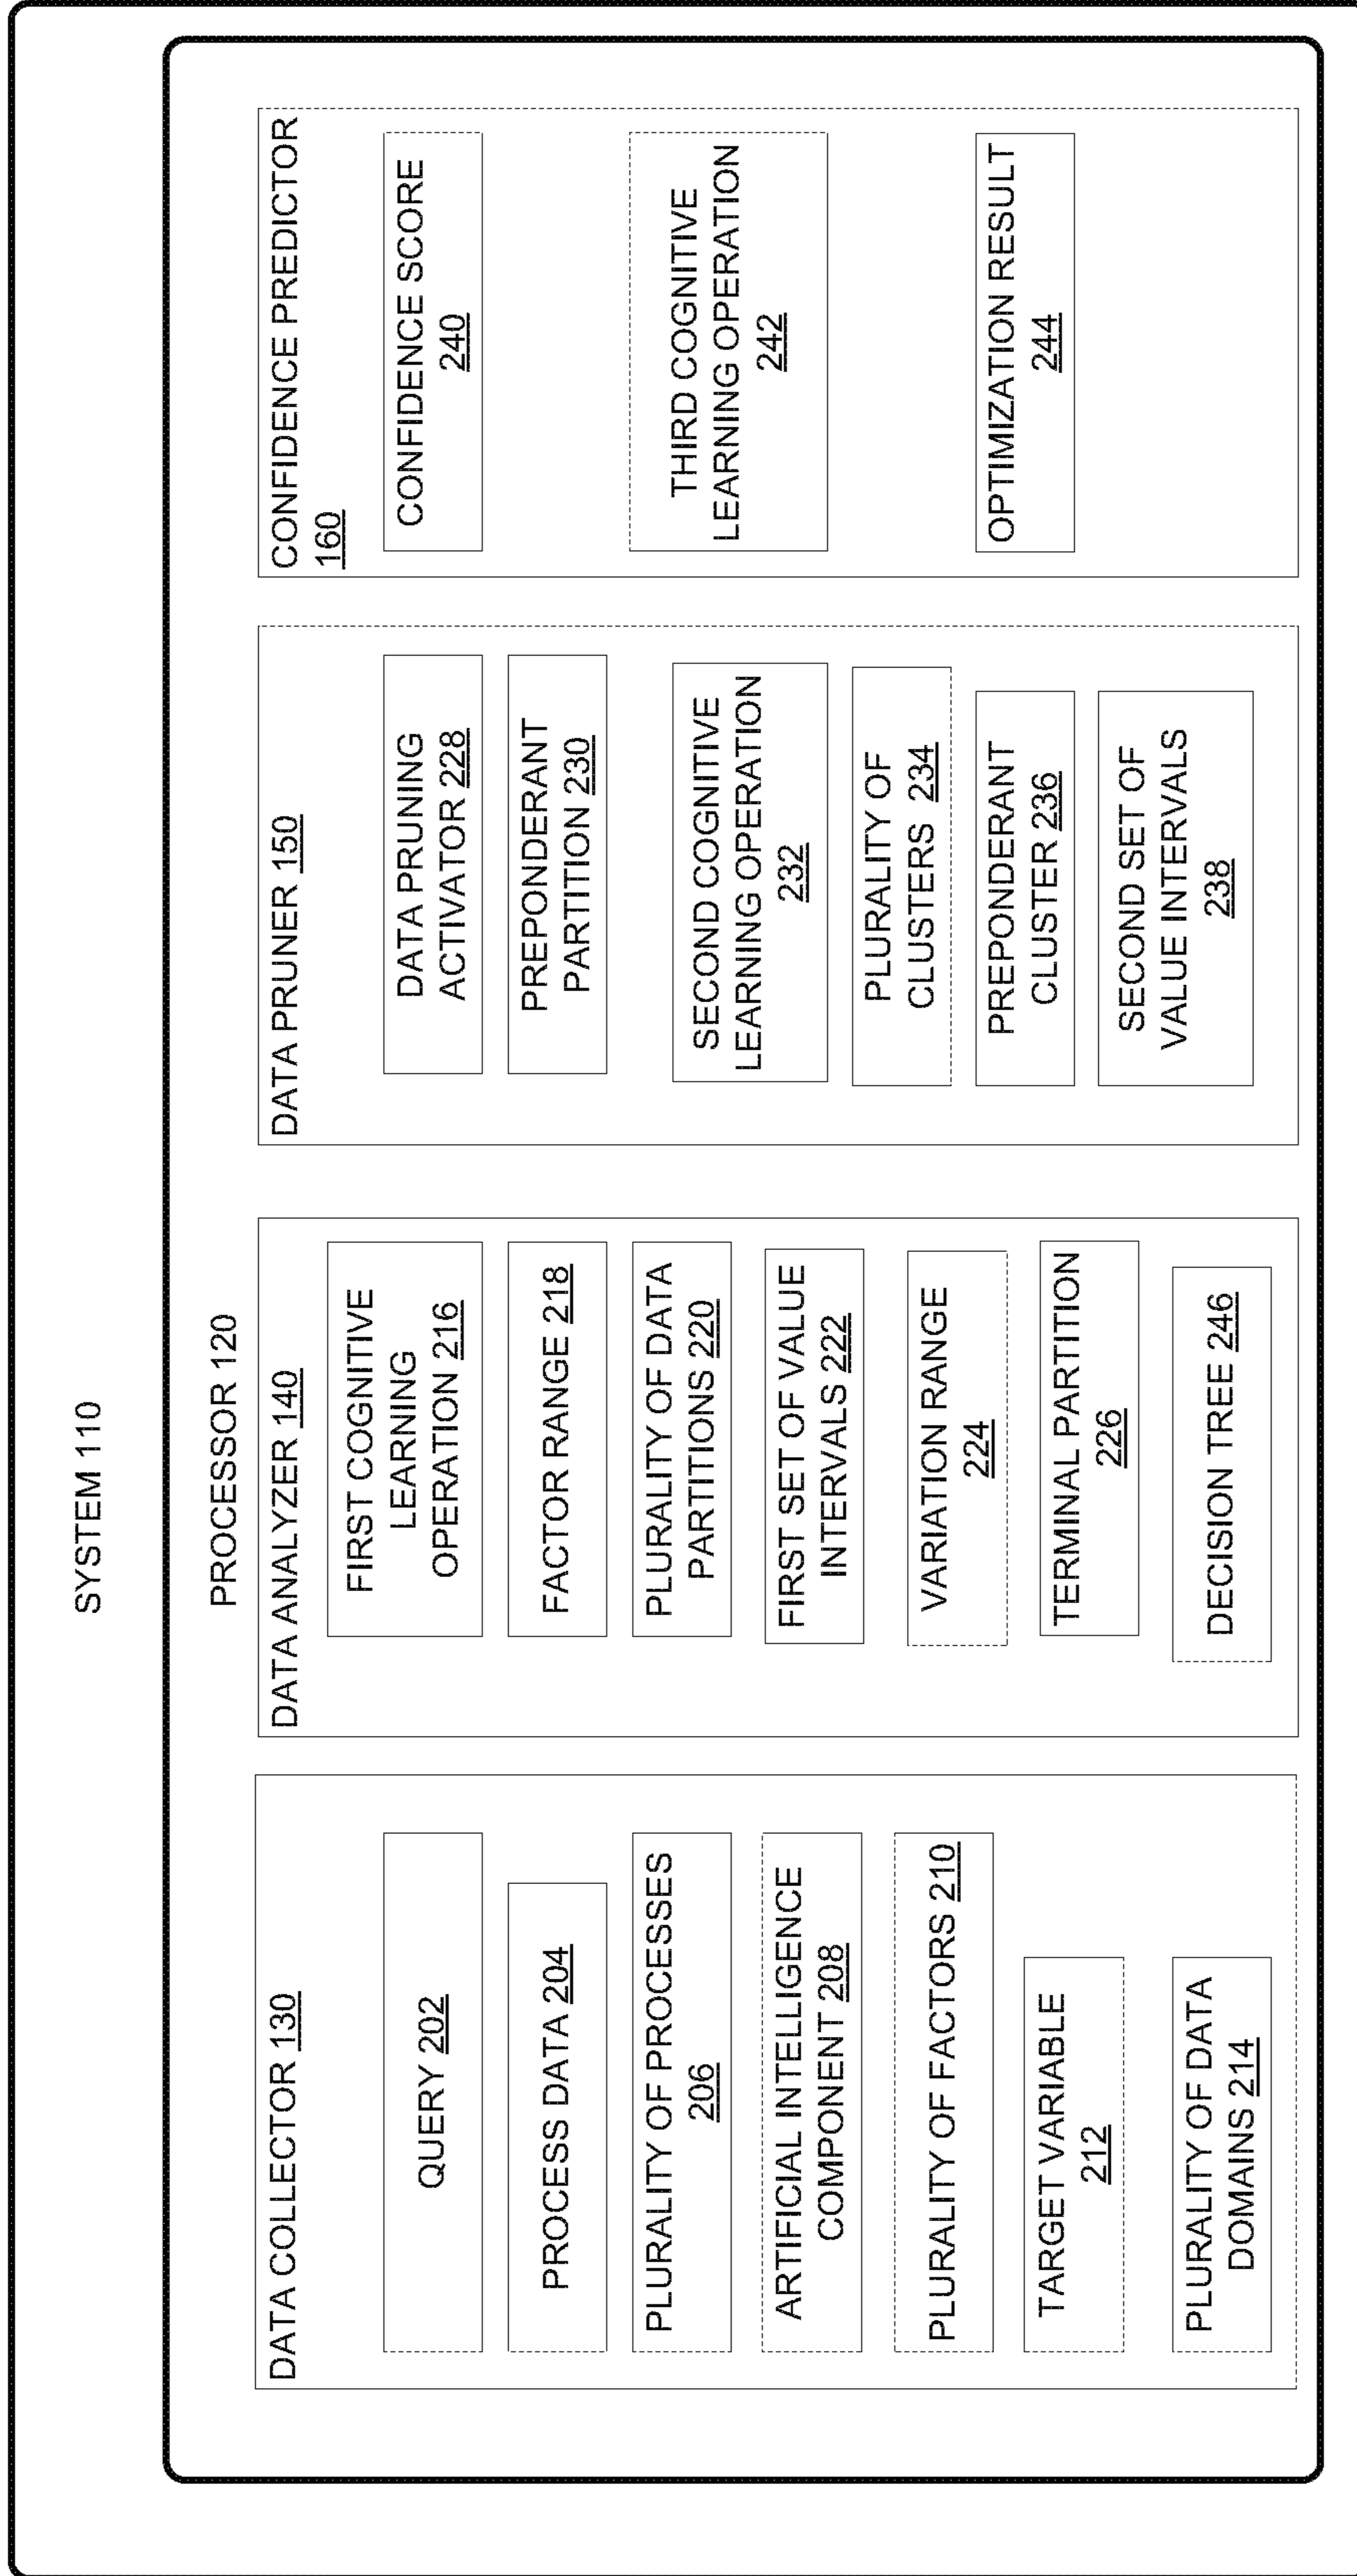 SYSTEM 110
PROCESSOR 120
DATA COLLECTOR 130
QUERY 202
PROCESS DATA 204
PLURALITY OF PROCESSES
206
ARTIFICIAL INTELLIGENCE
COMPONENT 208
PLURALITY OF FACTORS 210
TARGET VARIABLE
212
PLURALITY OF DATA
DOMAINS 214
DATA ANALYZER 140
FIRST COGNITIVE
LEARNING
OPERATION 216
FACTOR RANGE 218
PLURALITY OF DATA
PARTITIONS 220
FIRST SET OF VALUE
INTERVALS 222
VARIATION RANGE
224
TERMINAL PARTITION
226
DECISION TREE 246
DATA PRUNER 150
DATA PRUNING
ACTIVATOR 228
PREPONDERANT
PARTITION 230
SECOND COGNITIVE
LEARNING OPERATION
232
PLURALITY OF
CLUSTERS 234
PREPONDERANT
CLUSTER 236
SECOND SET OF
VALUE INTERVALS
238
CONFIDENCE PREDICTOR
160
CONFIDENCE SCORE
240
THIRD COGNITIVE
LEARNING OPERATION
242
OPTIMIZATION RESULT
244